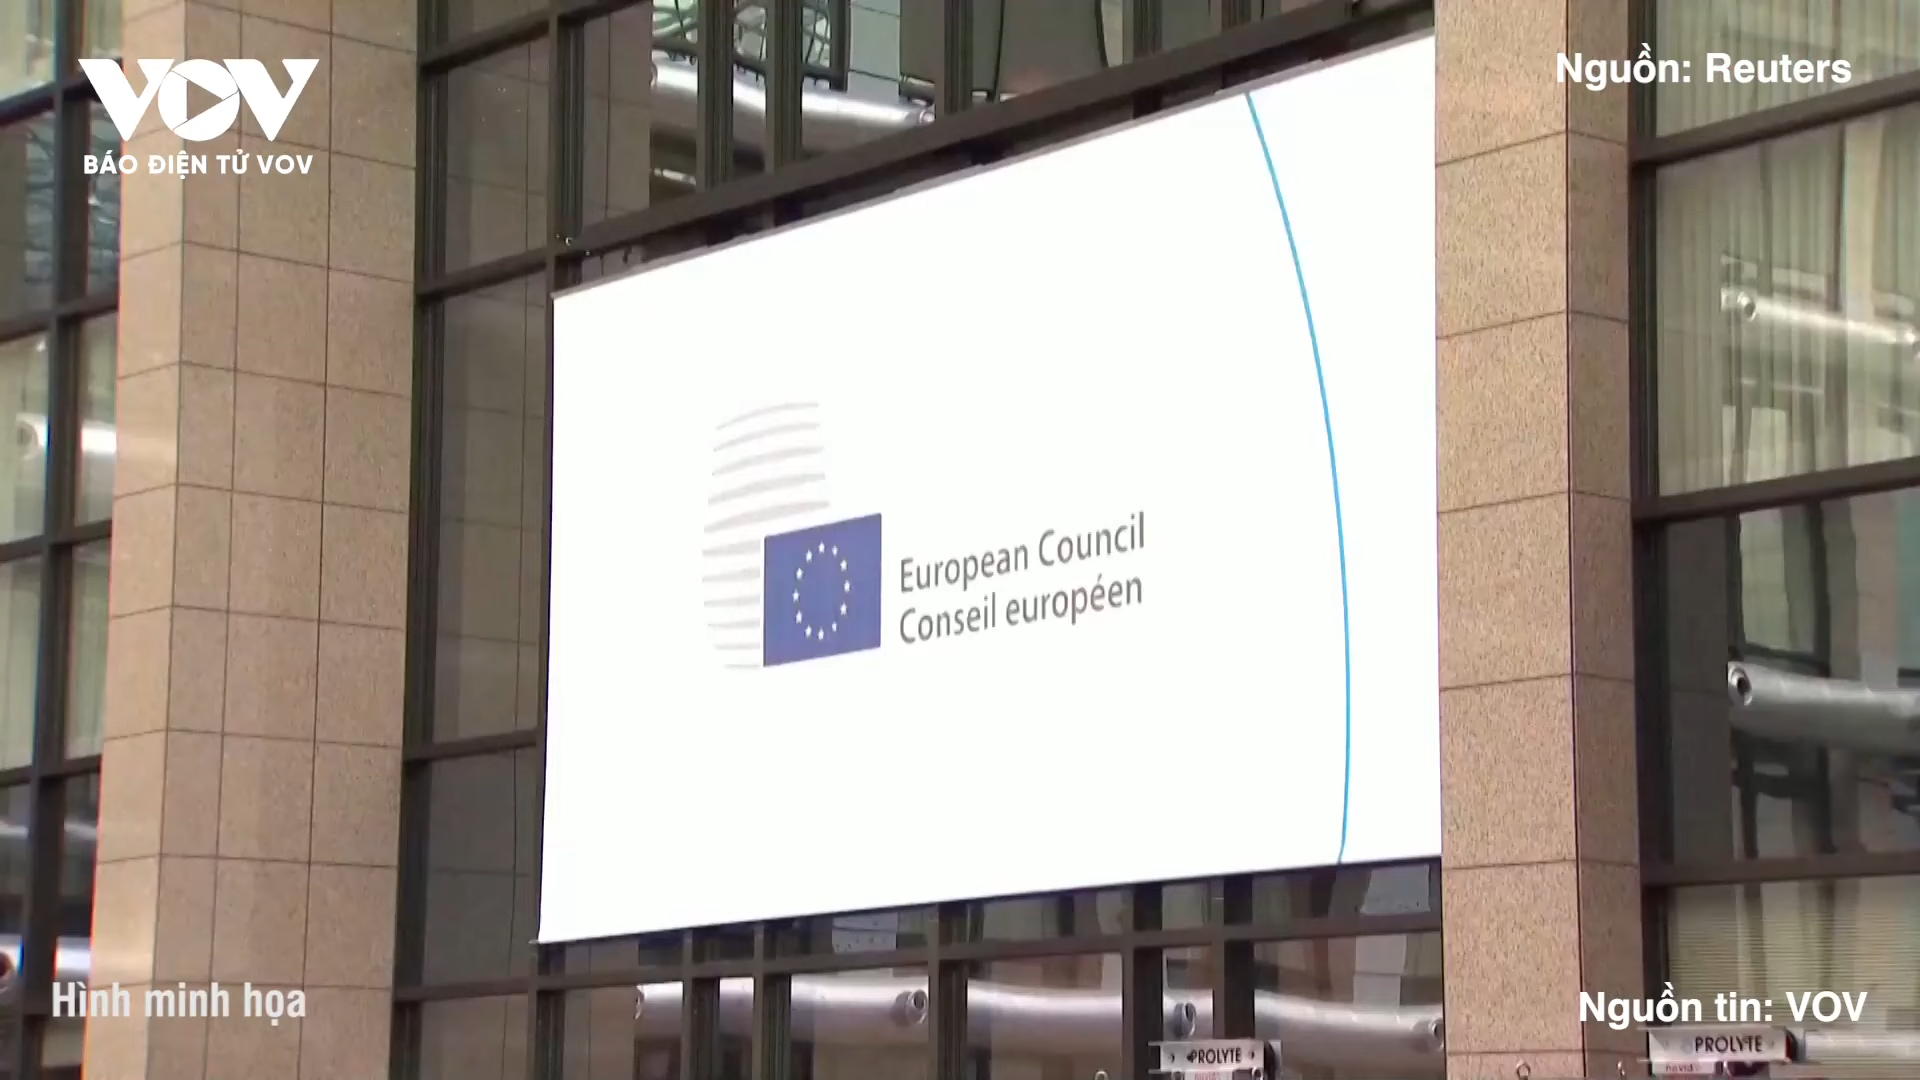 VOV
BÁO ĐIỆN TỬ VOV
Nguồn: Reuters
European Council
Conseil européen
Hình minh họa
Nguồn tin: VOV
PROLYTE
PROLYTE